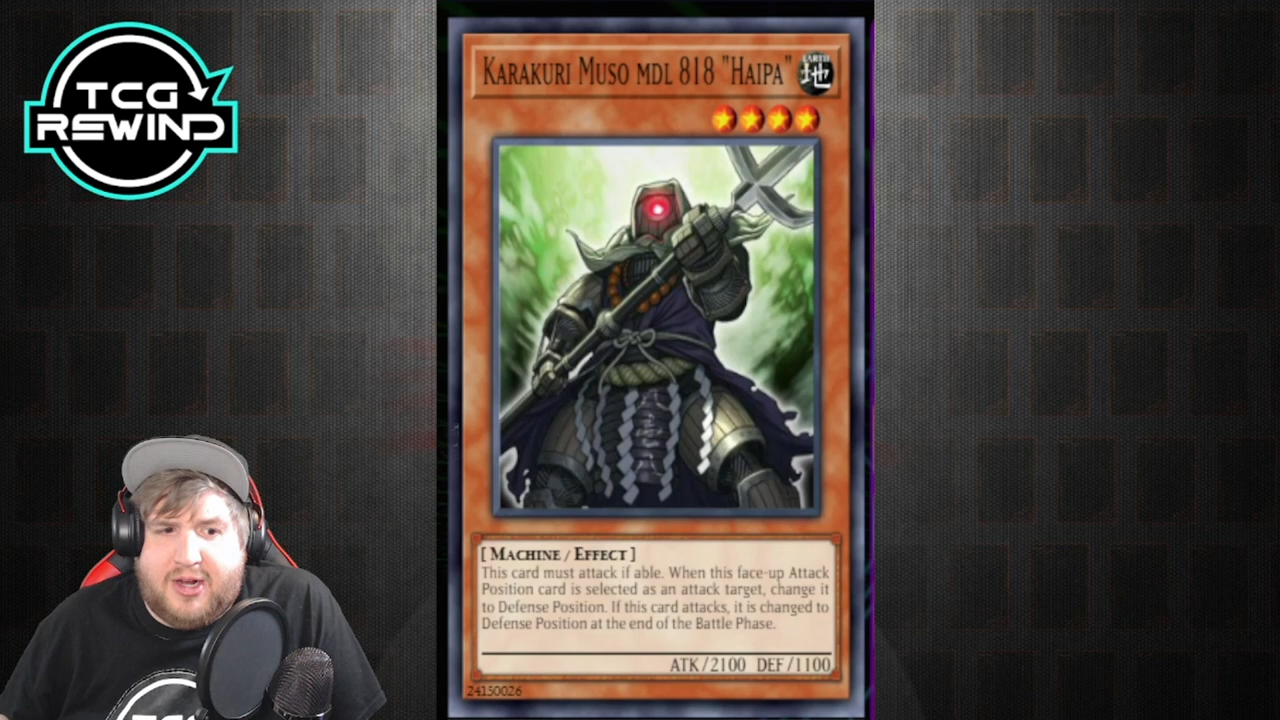 TCG
REWIND
KARAKURI MUSO MDL 818 "HAIPA"
EARTH
地
[ MACHINE / EFFECT ]
This card must attack if able. When this face-up Attack
Position card is selected as an attack target, change it
to Defense Position. If this card attacks, it is changed to
Defense Position at the end of the Battle Phase.
ATK/2100 DEF/1100
24150026